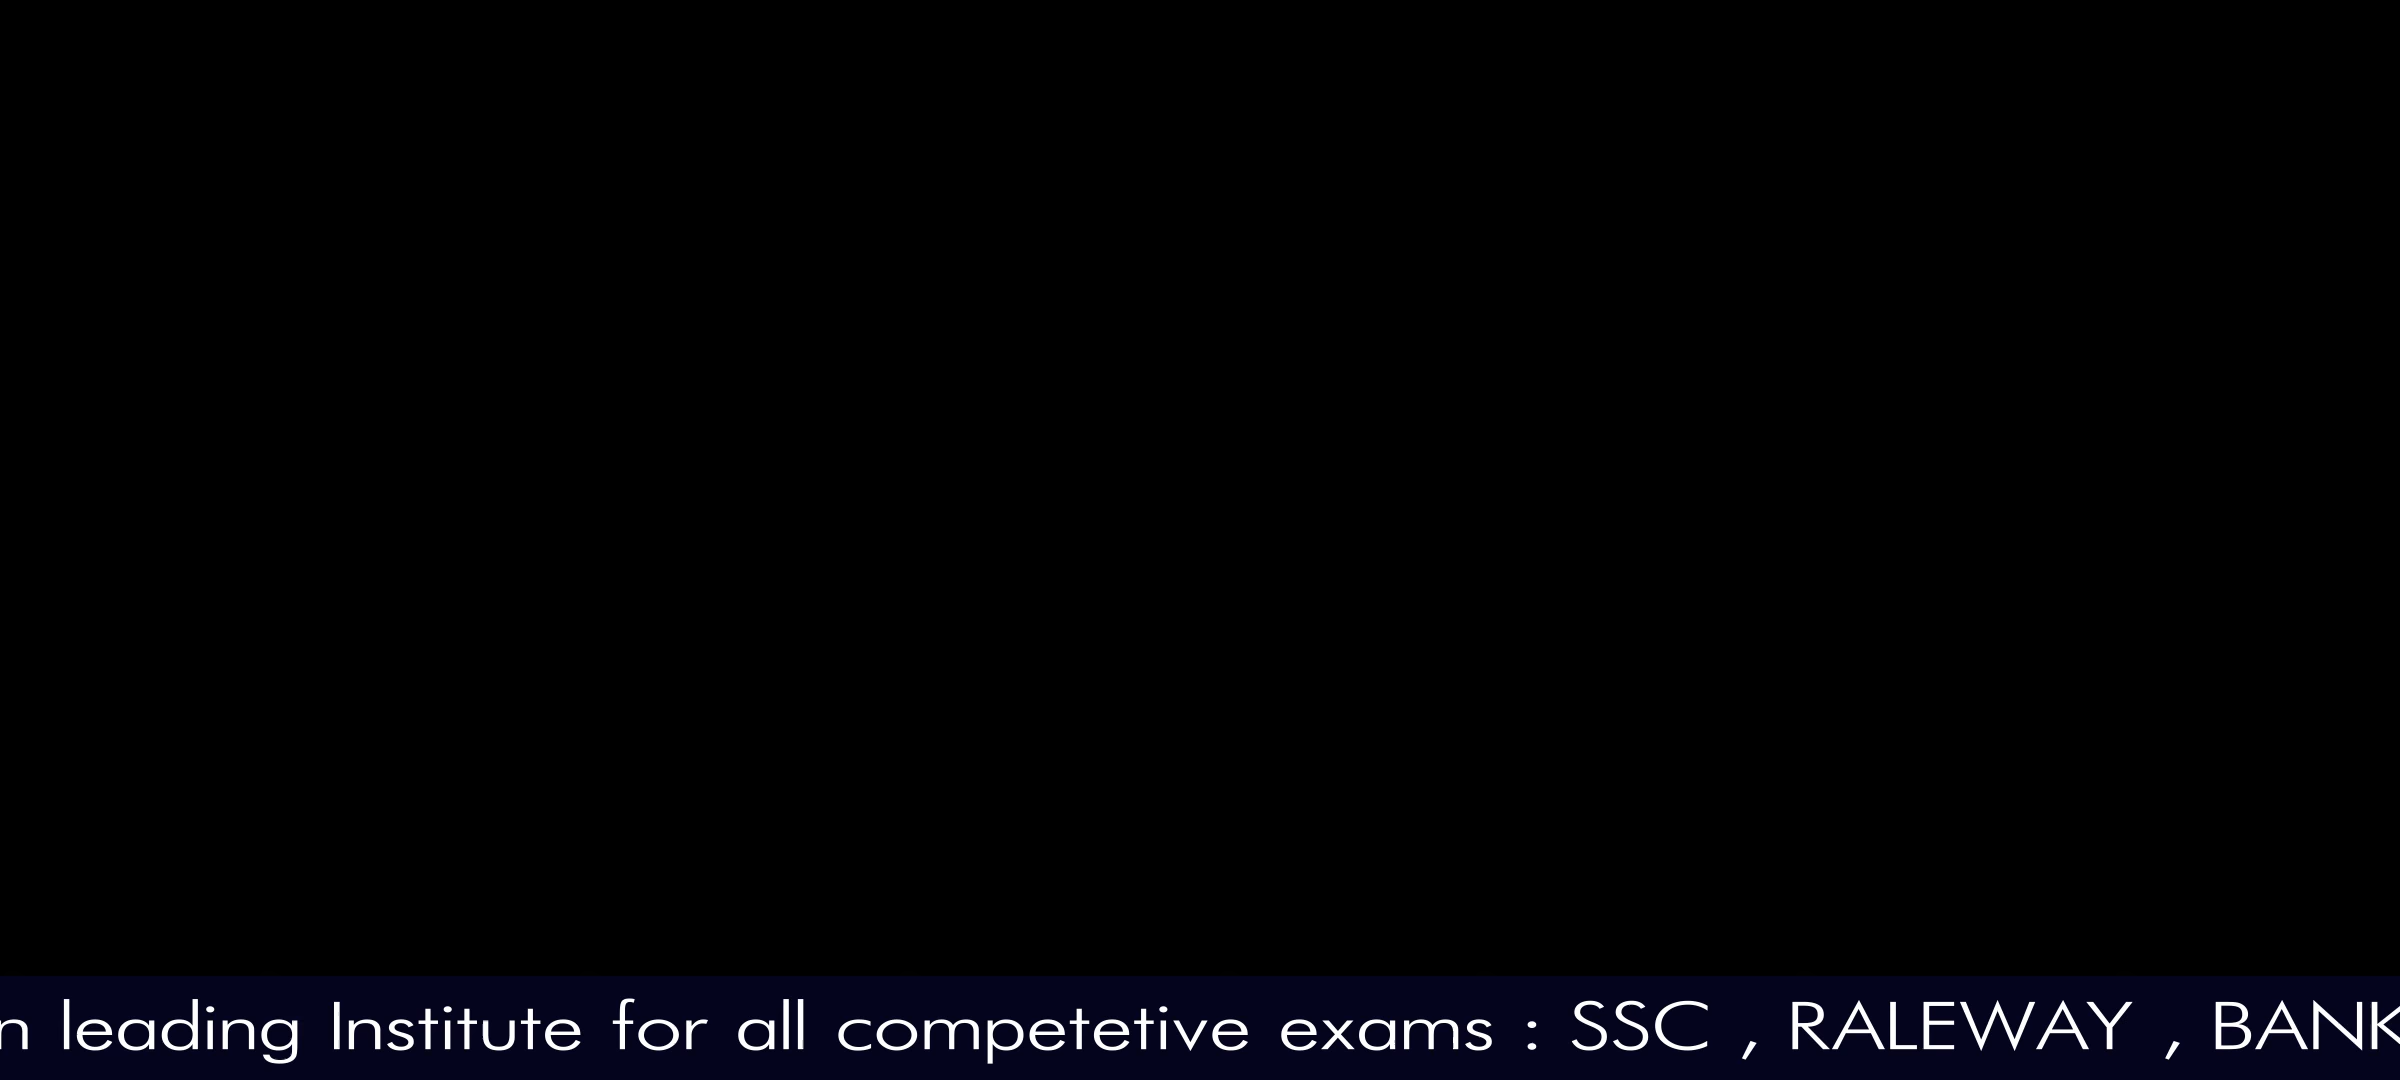 n leading Institute for all competetive exams : SSC , RALEWAY , BANK